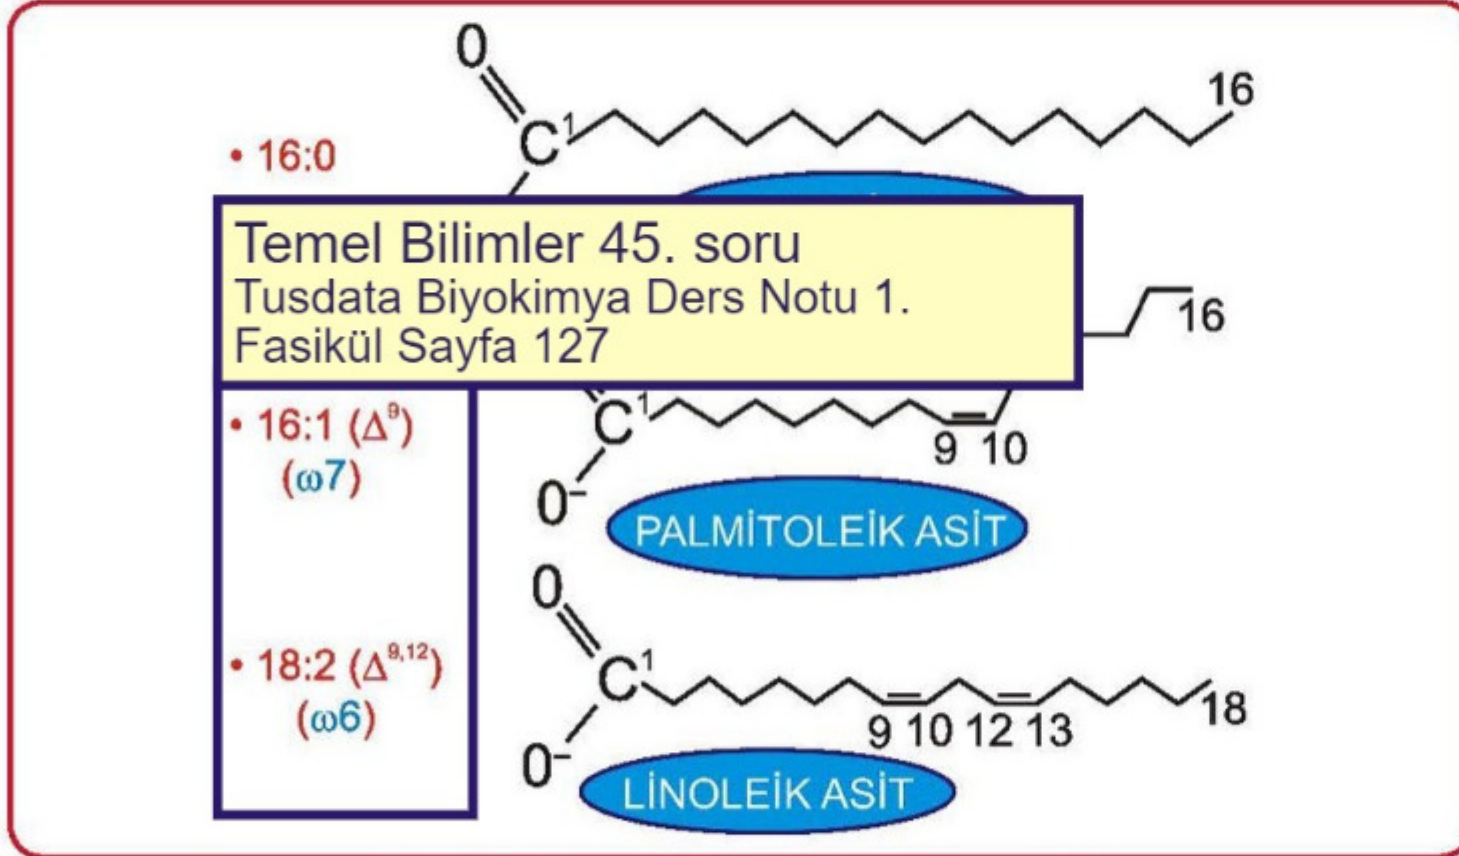 O
16
C¹
• 16:0
Temel Bilimler 45. soru
Tusdata Biyokimya Ders Notu 1.
Fasikül Sayfa 127
16
• 16:1 (Δ⁹)
(ω7)
C¹
9 10
O⁻
PALMİTOLEİK ASİT
O
• 18:2 (Δ⁹,¹²)
(ω6)
C¹
9 10 12 13
18
O⁻
LİNOLEİK ASİT